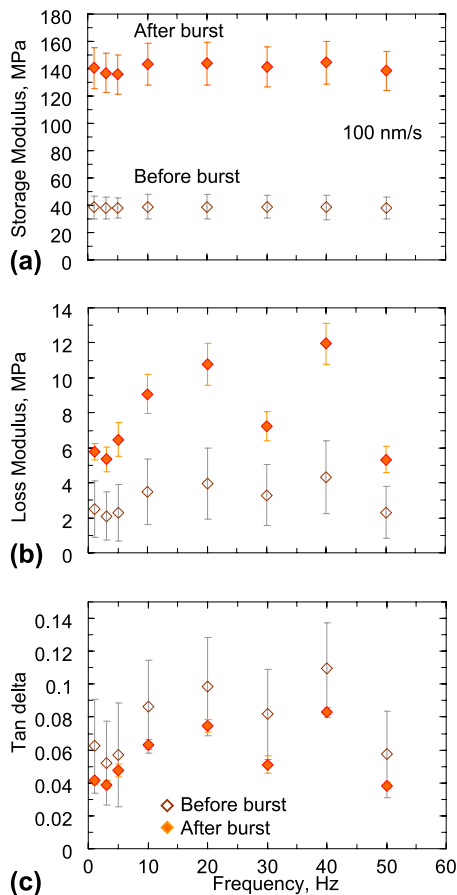 180
160
After burst
140
120
100 nm/s
100
80
Before burst
60
40
20
0
Storage Modulus, MPa
(a)
14
12
10
8
6
4
2
0
Loss Modulus, MPa
(b)
0.14
0.12
0.1
0.08
0.06
0.04
0.02
0
Tan delta
Before burst
After burst
0 10 20 30 40 50 60
Frequency, Hz
(c)